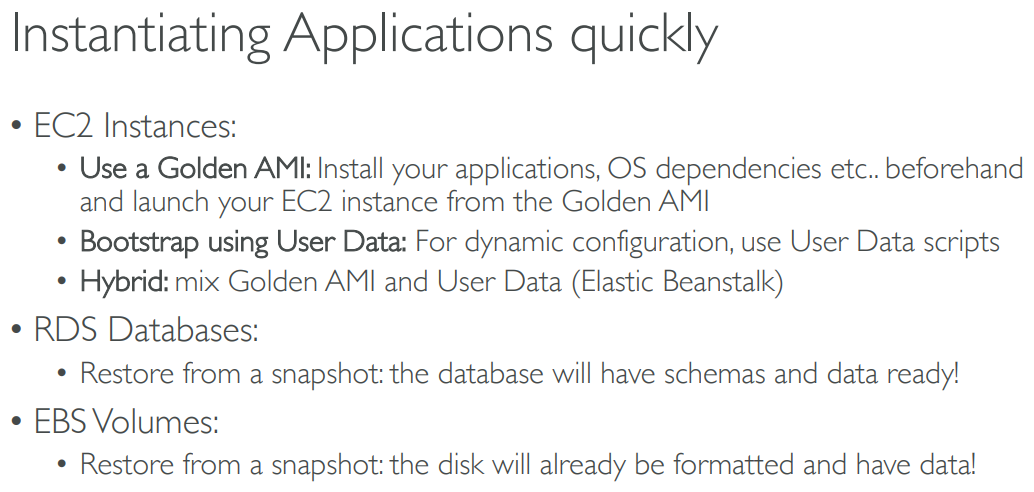 Instantiating Applications quickly
• EC2 Instances:
• Use a Golden AMI: Install your applications, OS dependencies etc.. beforehand
and launch your EC2 instance from the Golden AMI
• Bootstrap using User Data: For dynamic configuration, use User Data scripts
• Hybrid: mix Golden AMI and User Data (Elastic Beanstalk)
• RDS Databases:
• Restore from a snapshot: the database will have schemas and data ready!
• EBS Volumes:
• Restore from a snapshot: the disk will already be formatted and have data!